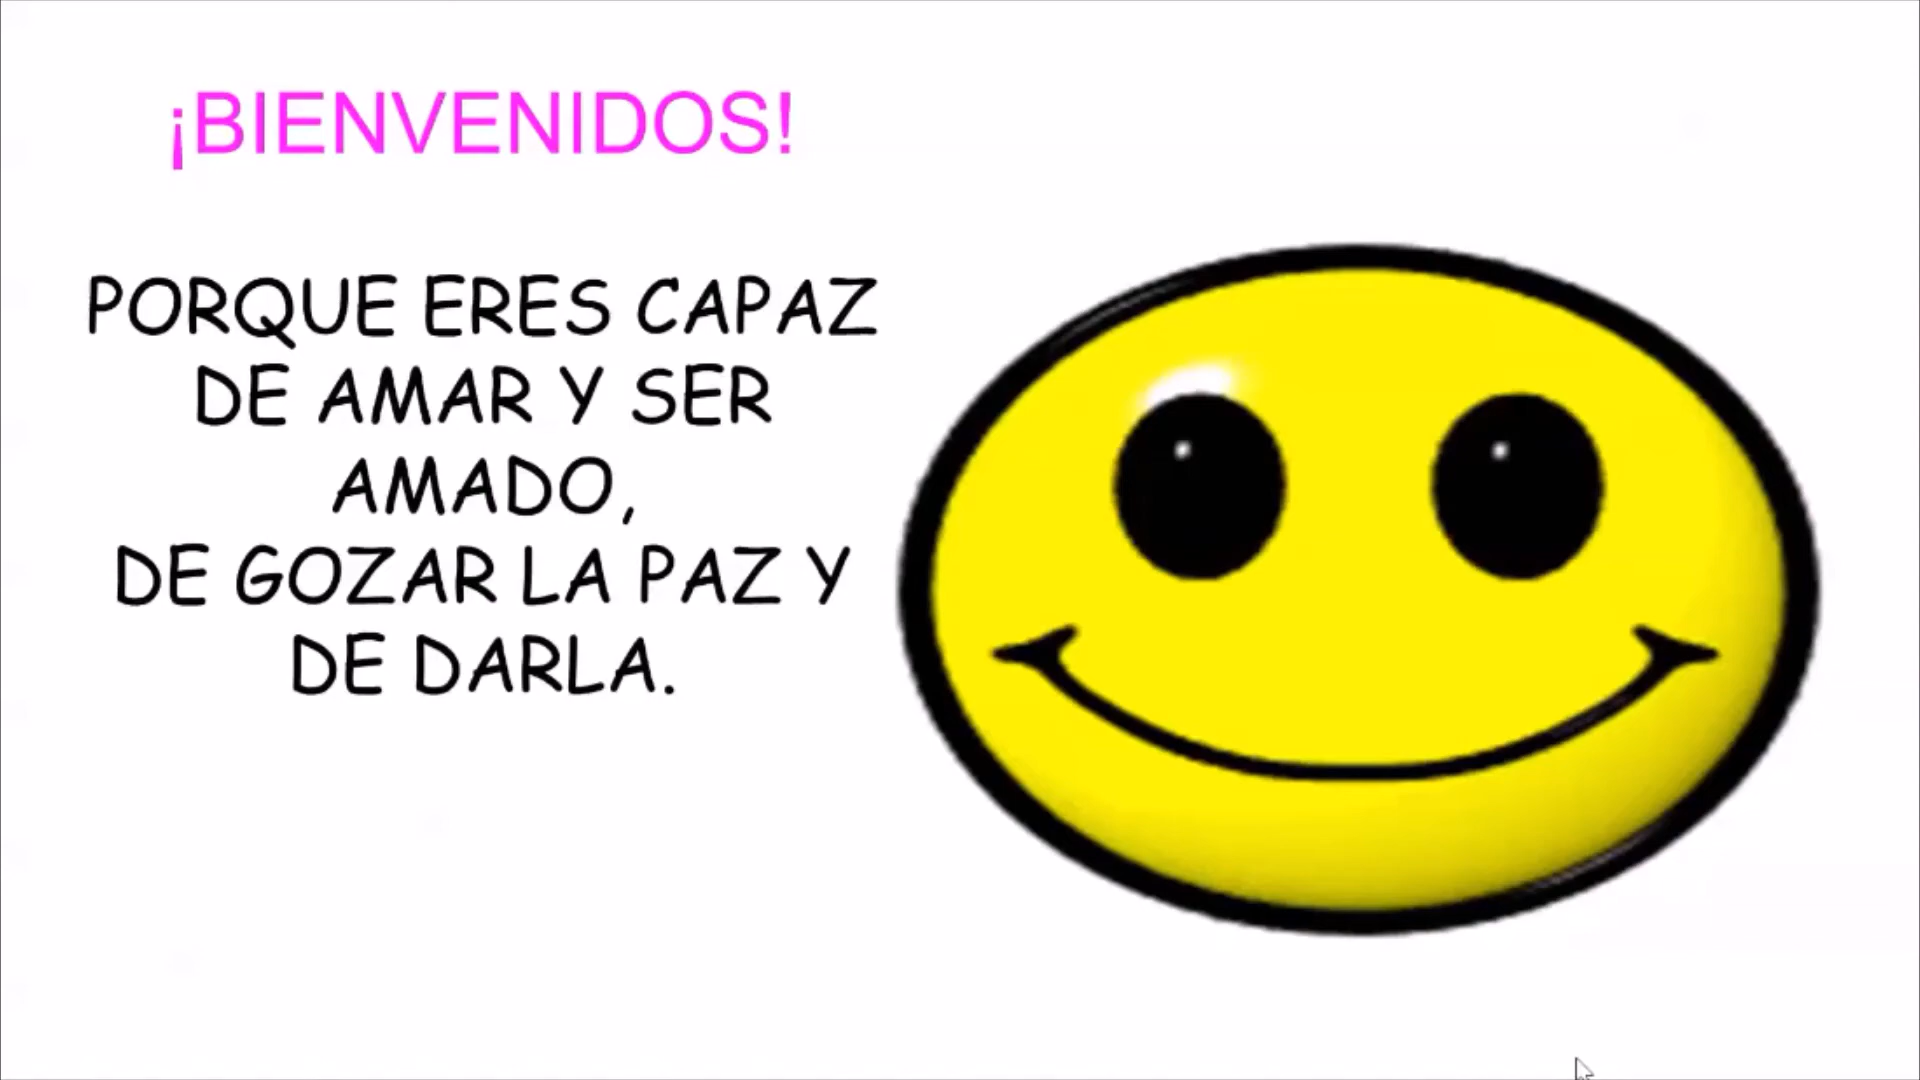 ¡BIENVENIDOS!
PORQUE ERES CAPAZ
DE AMAR Y SER
AMADO,
DE GOZAR LA PAZ Y
DE DARLA.